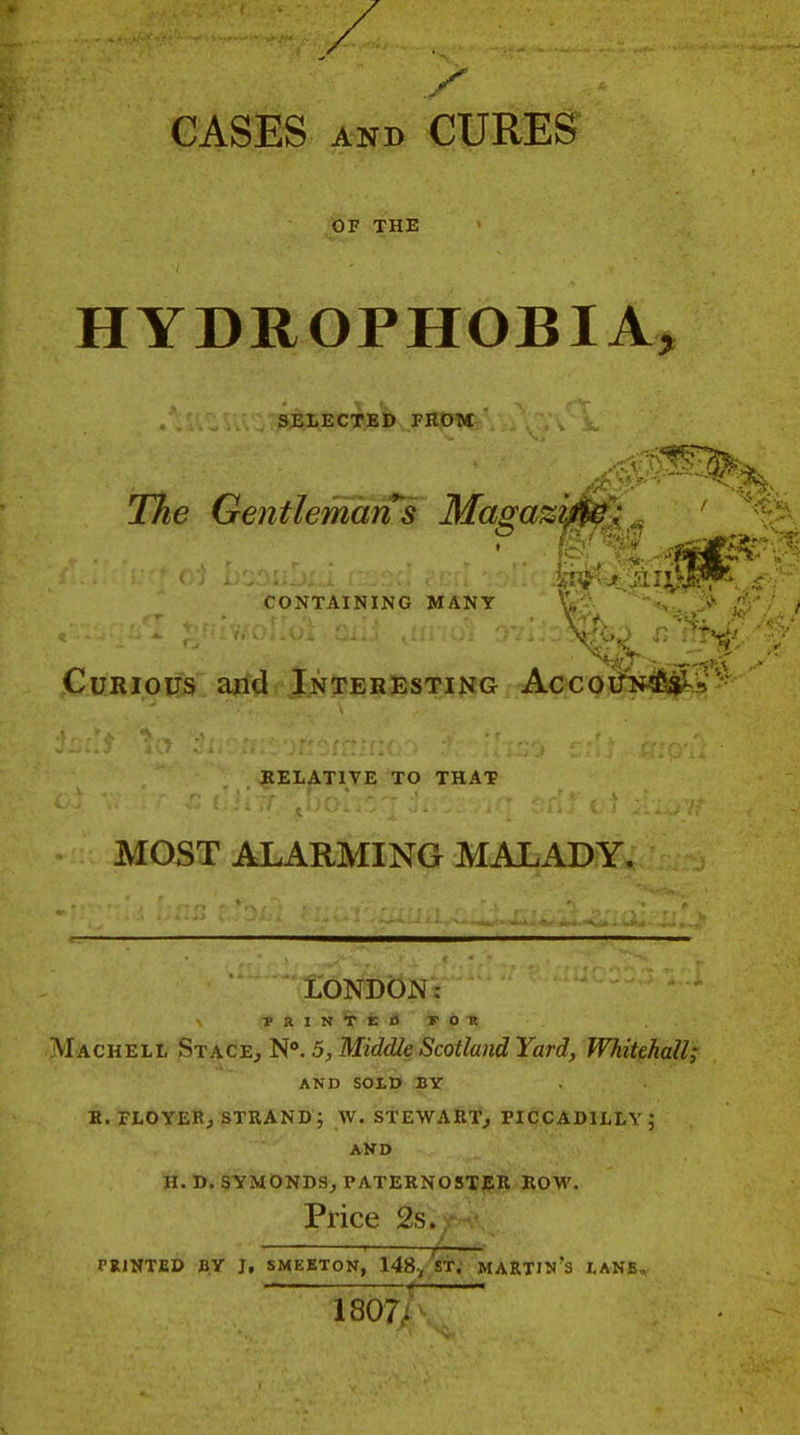 CASES AND CURES
OF THE
HYDROPHOBIA,
SELECTED FROM
The Gentleman's Magazine;
CONTAINING MANY
CURIOUS and INTERESTING ACCOUNTS,
RELATIVE TO THAT
MOST ALARMING MALADY.
LONDON:
PRINTED FOR
MACHELL STACE, Nº. 5, Middle Scotland Yard, Whitehall;
AND SOLD BY
R. FLOYER, STRAND; W. STEWART, PICCADILLY;
AND
H. D. SYMONDS, PATERNOSTER ROW.
Price 2s.
PRINTED BY J. SMEETON, 148, ST. MARTIN'S LANE.
1807.